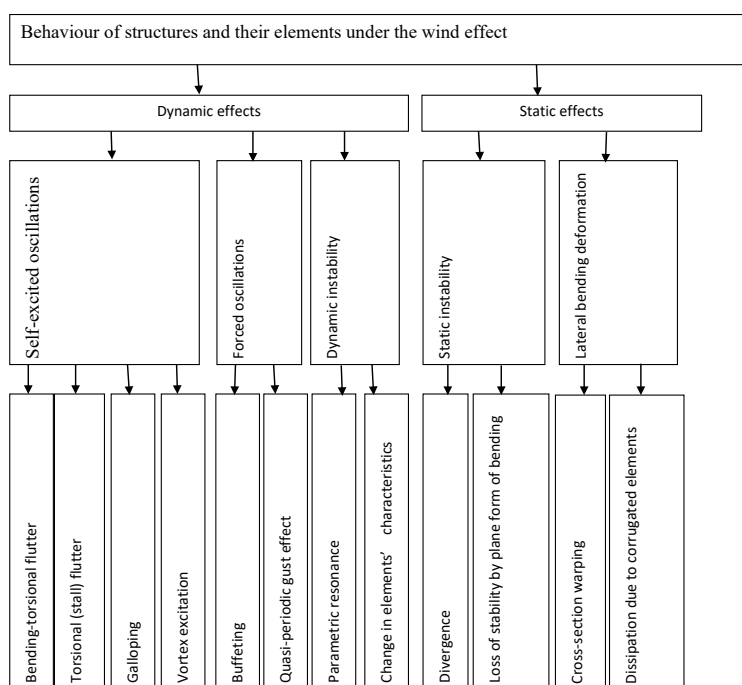 Behaviour of structures and their elements under the wind effect
Dynamic effects
Static effects
Self-excited oscillations
Forced oscillations
Dynamic instability
Static instability
Lateral bending deformation
Bending-torsional flutter
Torsional (stall) flutter
Galloping
Vortex excitation
Buffeting
Quasi-periodic gust effect
Parametric resonance
Change in elements’ characteristics
Divergence
Loss of stability by plane form of bending
Cross-section warping
Dissipation due to corrugated elements